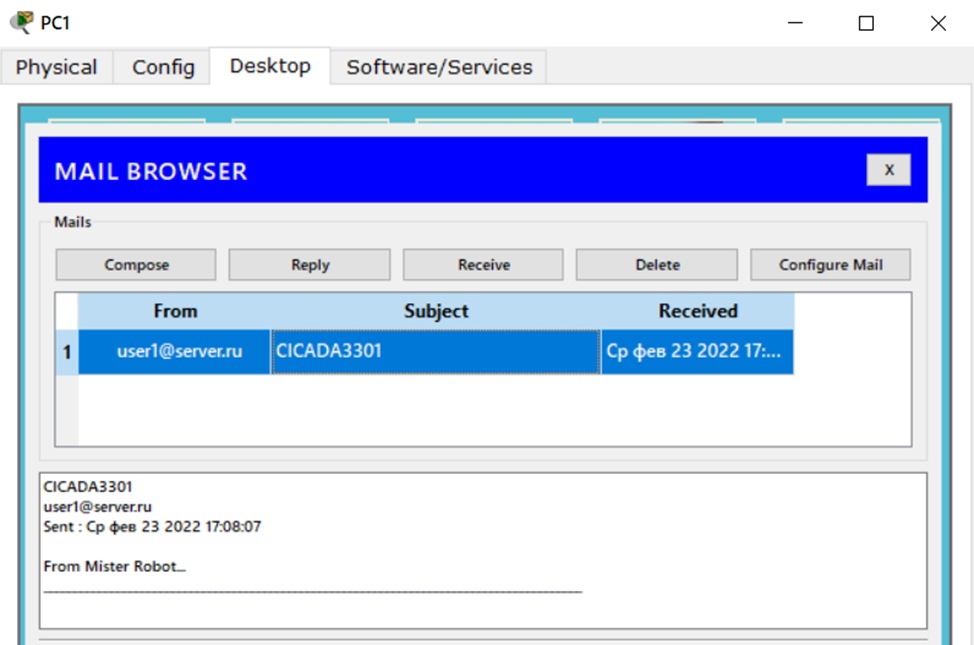 PC1
Physical Config Desktop Software/Services
MAIL BROWSER X
Mails
Compose Reply Receive Delete Configure Mail
From Subject Received
1 user1@server.ru CICADA3301 Ср фев 23 2022 17:...
CICADA3301
user1@server.ru
Sent : Ср фев 23 2022 17:08:07
From Mister Robot...